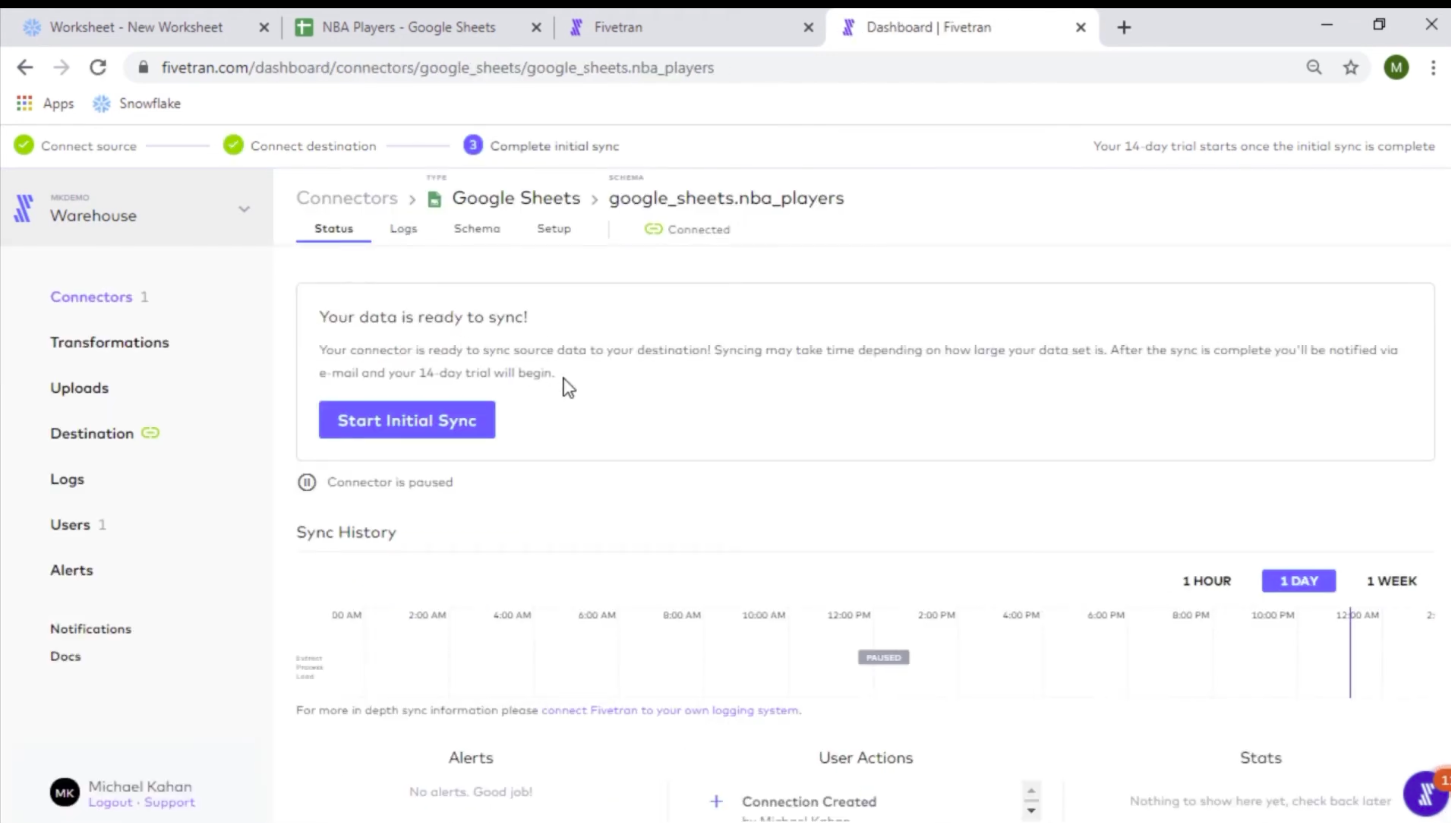 Worksheet - New Worksheet
NBA Players - Google Sheets
Fivetran
Dashboard | Fivetran
fivetran.com/dashboard/connectors/google_sheets/google_sheets.nba_players
M
Apps
Snowflake
Connect source
Connect destination
3 Complete initial sync
Your 14-day trial starts once the initial sync is complete
MKDEMO
Warehouse
TYPE
SCHEMA
Connectors > Google Sheets > google_sheets.nba_players
Status Logs Schema Setup Connected
Connectors 1
Transformations
Uploads
Destination
Logs
Users 1
Alerts
Notifications
Docs
MK
Michael Kahan
Logout · Support
Your data is ready to sync!
Your connector is ready to sync source data to your destination! Syncing may take time depending on how large your data set is. After the sync is complete you'll be notified via
e-mail and your 14-day trial will begin.
Start Initial Sync
Connector is paused
Sync History
1 HOUR 1 DAY 1 WEEK
00 AM 2:00 AM 4:00 AM 6:00 AM 8:00 AM 10:00 AM 12:00 PM 2:00 PM 4:00 PM 6:00 PM 8:00 PM 10:00 PM 12:00 AM 2:
Extract
Process
Load
PAUSED
For more in depth sync information please connect Fivetran to your own logging system.
Alerts
No alerts. Good job!
User Actions
Connection Created
by Michael Kahan
Stats
Nothing to show here yet, check back later